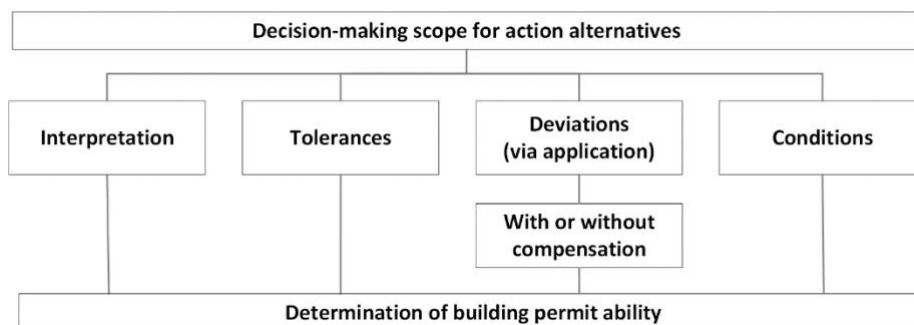 Decision-making scope for action alternatives
Interpretation
Tolerances
Deviations
(via application)
Conditions
With or without
compensation
Determination of building permit ability